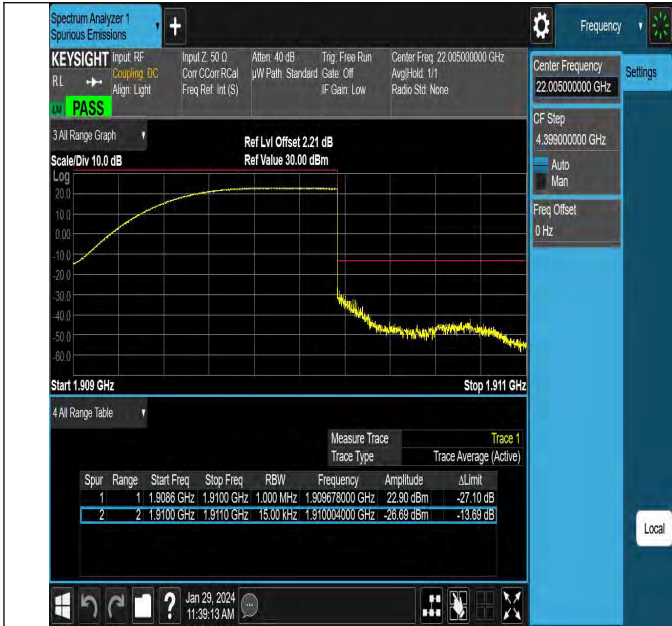 Spectrum Analyzer 1
Spurious Emissions
Frequency
KEYSIGHT
RL
Input: RF
Coupling: DC
Align: Light
Input Z: 50 Ω
Corr CCorr RCal
Freq Ref: Int (S)
Atten: 40 dB
µW Path: Standard
Trig: Free Run
Gate: Off
IF Gain: Low
Center Freq: 22.005000000 GHz
Avg|Hold: 1/1
Radio Std: None
PASS
Center Frequency
22.005000000 GHz
Settings
CF Step
4.399000000 GHz
Auto
Man
Freq Offset
0 Hz
3 All Range Graph
Scale/Div 10.0 dB
Ref Lvl Offset 2.21 dB
Ref Value 30.00 dBm
Log
20.0
10.0
0.00
-10.0
-20.0
-30.0
-40.0
-50.0
-60.0
Start 1.909 GHz
Stop 1.911 GHz
4 All Range Table
Measure Trace Trace 1
Trace Type Trace Average (Active)
Spur Range Start Freq Stop Freq RBW Frequency Amplitude ΔLimit
1 1 1.9086 GHz 1.9100 GHz 1.000 MHz 1.909678000 GHz 22.90 dBm -27.10 dB
2 2 1.9100 GHz 1.9110 GHz 15.00 kHz 1.910004000 GHz -26.69 dBm -13.69 dB
Local
?
Jan 29, 2024
11:39:13 AM